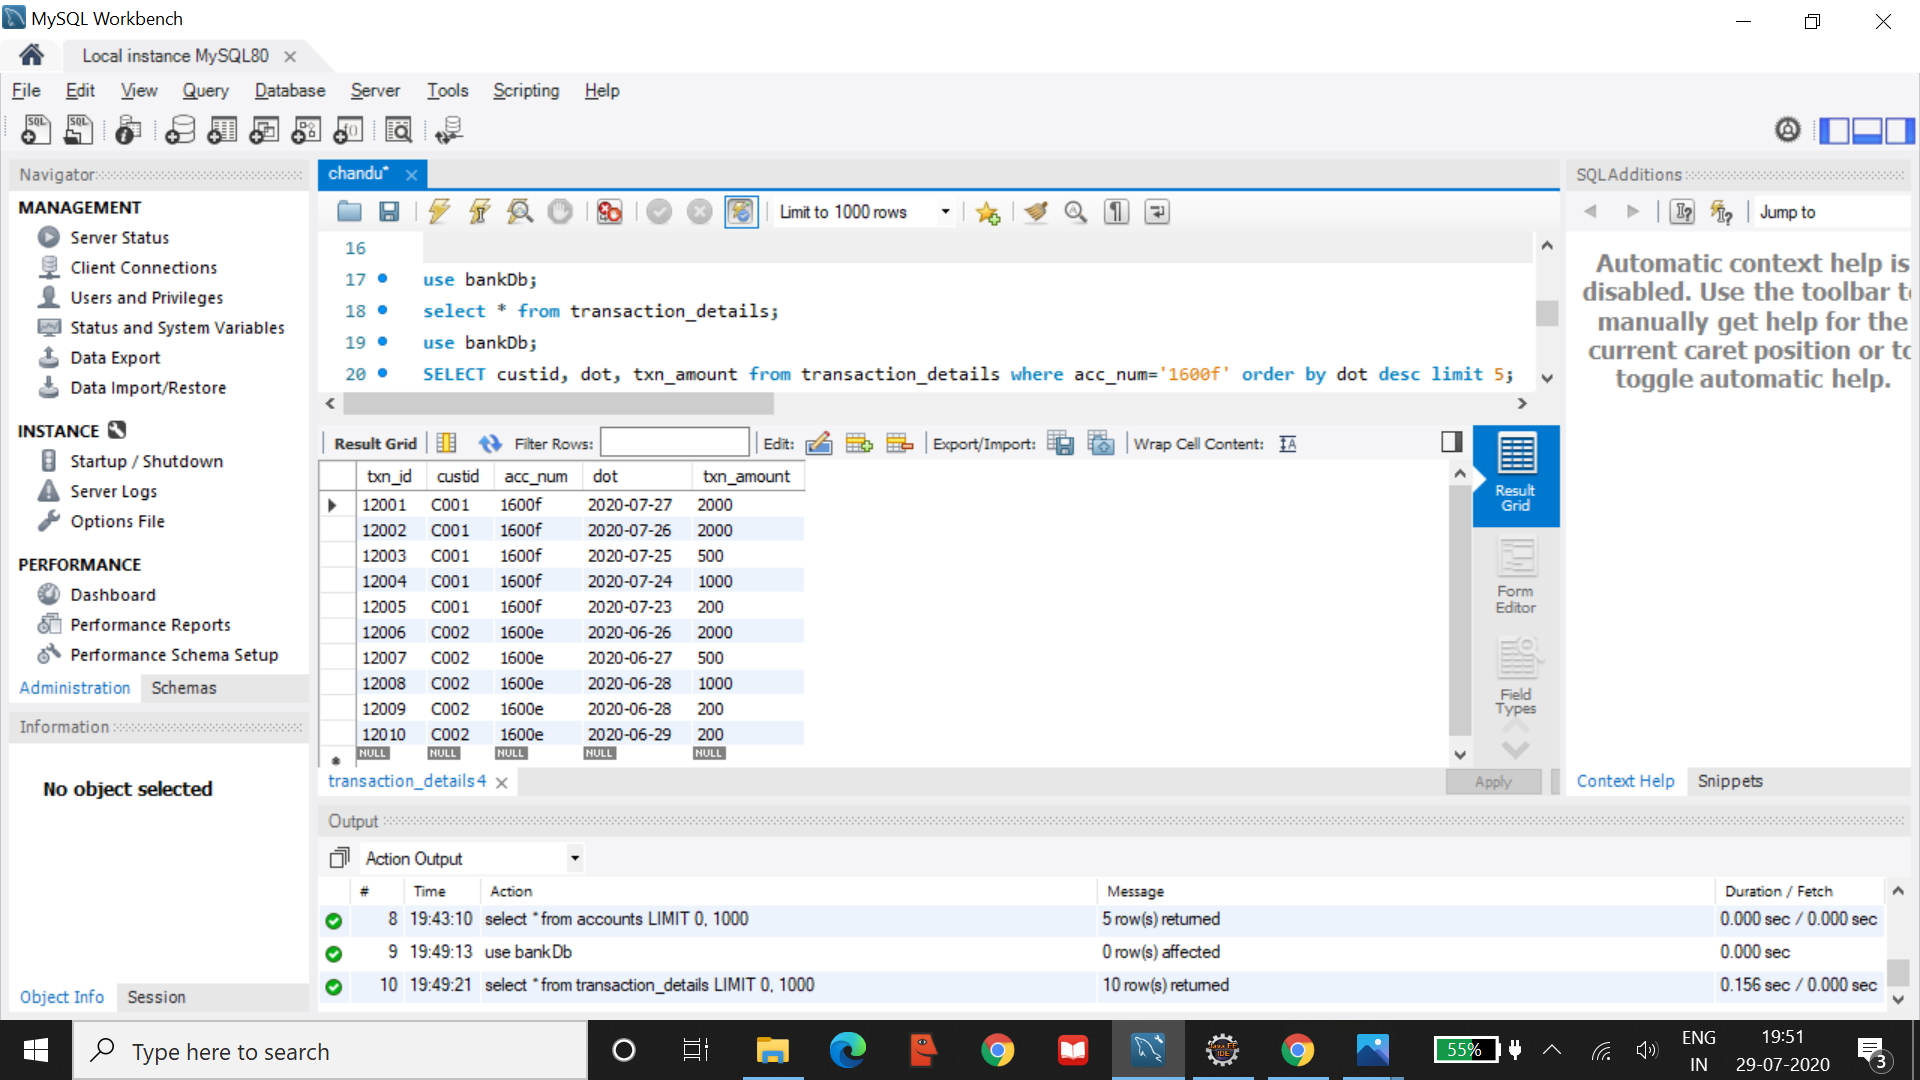 MySQL Workbench
Local instance MySQL80
File Edit View Query Database Server Tools Scripting Help
Navigator
MANAGEMENT
Server Status
Client Connections
Users and Privileges
Status and System Variables
Data Export
Data Import/Restore
INSTANCE
Startup / Shutdown
Server Logs
Options File
PERFORMANCE
Dashboard
Performance Reports
Performance Schema Setup
Administration Schemas
Information
No object selected
Object Info Session
chandu*
Limit to 1000 rows
16
17 use bankDb;
18 select * from transaction_details;
19 use bankDb;
20 SELECT custid, dot, txn_amount from transaction_details where acc_num='1600f' order by dot desc limit 5;
Result Grid Filter Rows: Edit: Export/Import: Wrap Cell Content:
txn_id custid acc_num dot txn_amount
12001 C001 1600f 2020-07-27 2000
12002 C001 1600f 2020-07-26 2000
12003 C001 1600f 2020-07-25 500
12004 C001 1600f 2020-07-24 1000
12005 C001 1600f 2020-07-23 200
12006 C002 1600e 2020-06-26 2000
12007 C002 1600e 2020-06-27 500
12008 C002 1600e 2020-06-28 1000
12009 C002 1600e 2020-06-28 200
12010 C002 1600e 2020-06-29 200
NULL NULL NULL NULL NULL
transaction_details 4
Apply
Result
Grid
Form
Editor
Field
Types
SQLAdditions
Jump to
Automatic context help is
disabled. Use the toolbar t
manually get help for the
current caret position or to
toggle automatic help.
Context Help Snippets
Output
Action Output
# Time Action Message Duration / Fetch
8 19:43:10 select * from accounts LIMIT 0, 1000 5 row(s) returned 0.000 sec / 0.000 sec
9 19:49:13 use bankDb 0 row(s) affected 0.000 sec
10 19:49:21 select * from transaction_details LIMIT 0, 1000 10 row(s) returned 0.156 sec / 0.000 sec
Type here to search
55%
ENG
IN
19:51
29-07-2020
3